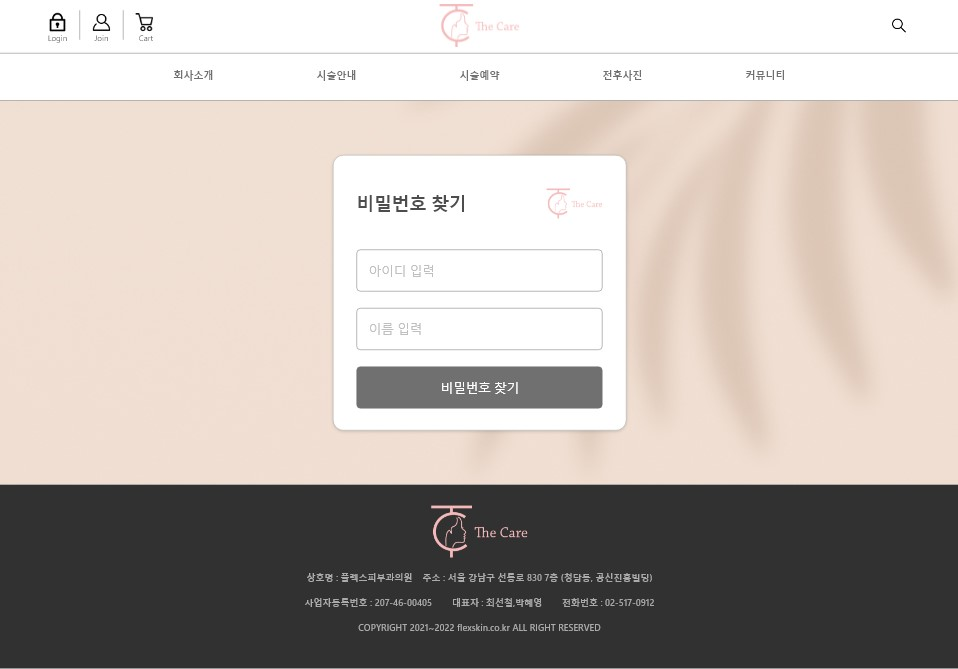 Login Join Cart
The Care
회사소개 시술안내 시술예약 전후사진 커뮤니티
비밀번호 찾기 The Care
아이디 입력
이름 입력
비밀번호 찾기
The Care
상호명 : 플렉스피부과의원 주소 : 서울 강남구 선릉로 830 7층 (청담동, 공신진흥빌딩)
사업자등록번호 : 207-46-00405 대표자 : 최선철,박혜영 전화번호 : 02-517-0912
COPYRIGHT 2021~2022 flexskin.co.kr ALL RIGHT RESERVED